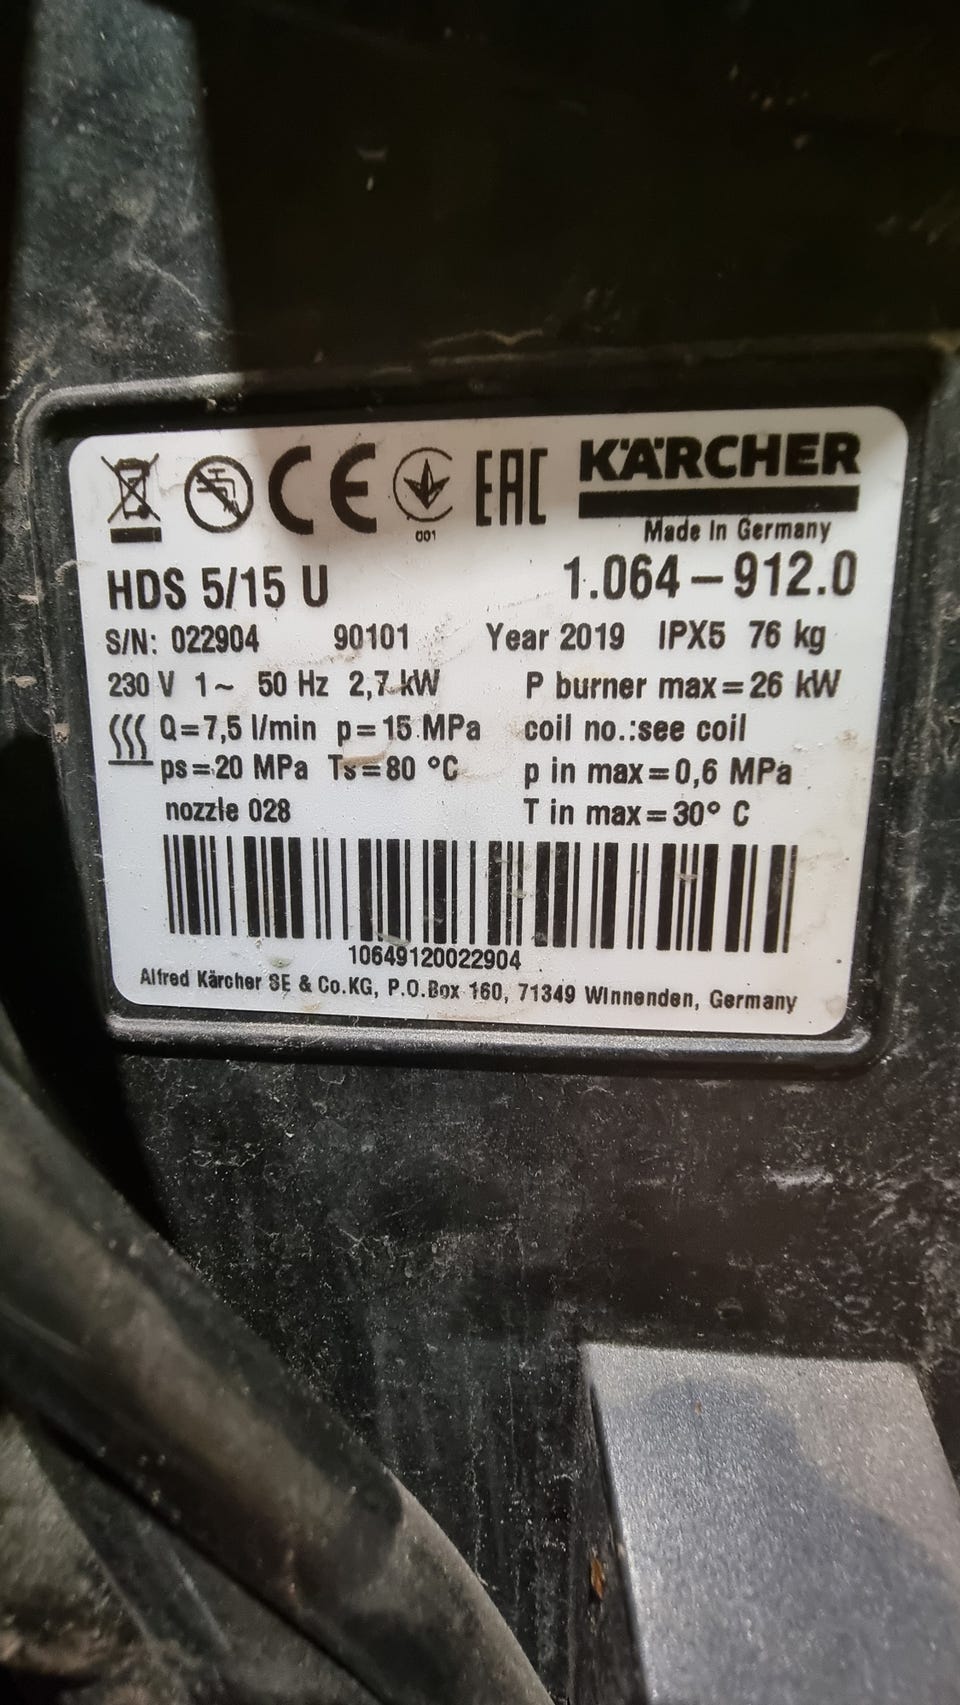 CE 001 EAC KÄRCHER
Made in Germany
HDS 5/15 U 1.064-912.0
S/N: 022904 90101 Year 2019 IPX5 76 kg
230 V 1~ 50 Hz 2,7 kW P burner max=26 kW
Q=7,5 l/min p=15 MPa coil no.:see coil
ps=20 MPa Ts=80 °C p in max=0,6 MPa
nozzle 028 T in max=30° C
10649120022904
Alfred Kärcher SE & Co.KG, P.O.Box 160, 71349 Winnenden, Germany